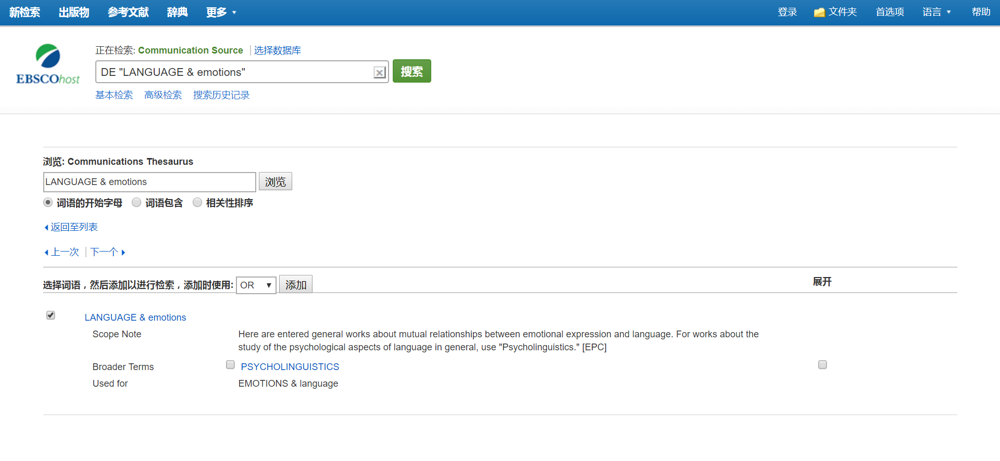 新检索 出版物 参考文献 辞典 更多 登录 文件夹 首选项 语言 帮助
正在检索: Communication Source 选择数据库
EBSCOhost
DE "LANGUAGE & emotions" 搜索
基本检索 高级检索 搜索历史记录
浏览: Communications Thesaurus
LANGUAGE & emotions 浏览
词语的开始字母 词语包含 相关性排序
返回至列表
上一次 下一个
选择词语，然后添加以进行检索，添加时使用: OR 添加 展开
LANGUAGE & emotions
Scope Note Here are entered general works about mutual relationships between emotional expression and language. For works about the
study of the psychological aspects of language in general, use "Psycholinguistics." [EPC]
Broader Terms PSYCHOLINGUISTICS
Used for EMOTIONS & language